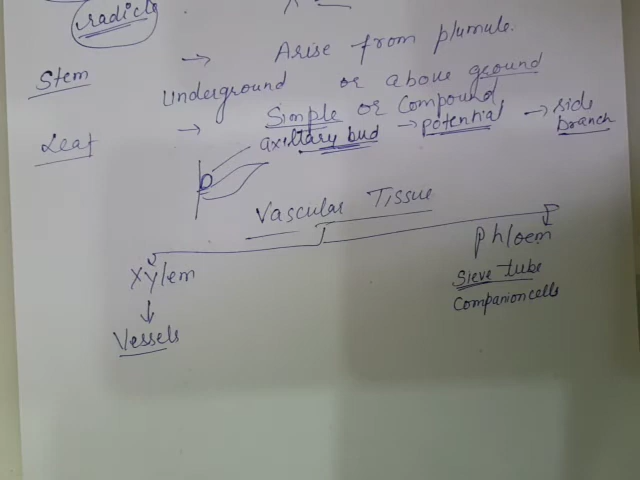 radicle
Stem → Arise from plumule.
Underground or above ground
Leaf → Simple or Compound
axillary bud → potential → side branch
Vascular Tissue
Xylem Phloem
Vessels Sieve tube
Companion cells